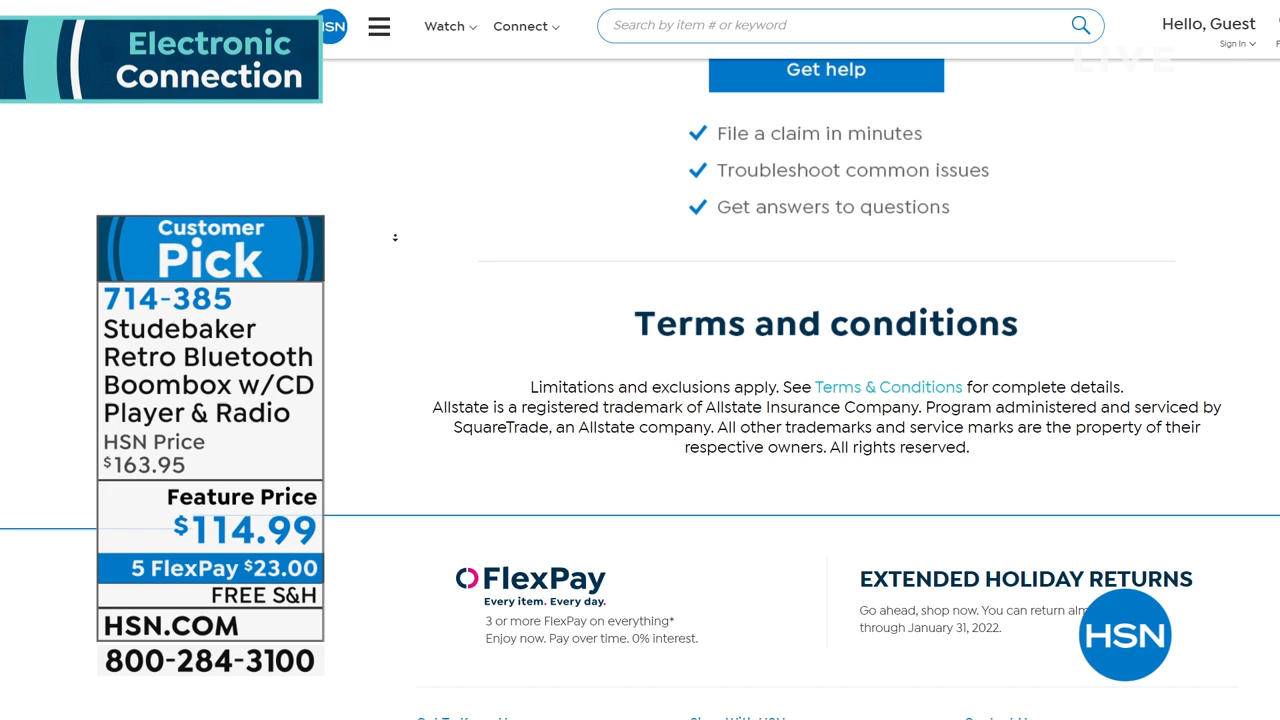 HSN
Watch
Connect
Search by item # or keyword
Hello, Guest
Sign In
LIVE
Electronic
Connection
Get help
File a claim in minutes
Troubleshoot common issues
Get answers to questions
Customer
Pick
714-385
Studebaker
Retro Bluetooth
Boombox w/CD
Player & Radio
HSN Price
$163.95
Feature Price
$114.99
5 FlexPay $23.00
FREE S&H
HSN.COM
800-284-3100
Terms and conditions
Limitations and exclusions apply. See Terms & Conditions for complete details.
Allstate is a registered trademark of Allstate Insurance Company. Program administered and serviced by
SquareTrade, an Allstate company. All other trademarks and service marks are the property of their
respective owners. All rights reserved.
FlexPay
Every item. Every day.
3 or more FlexPay on everything*
Enjoy now. Pay over time. 0% interest.
EXTENDED HOLIDAY RETURNS
Go ahead, shop now. You can return
through January 31, 2022.
HSN